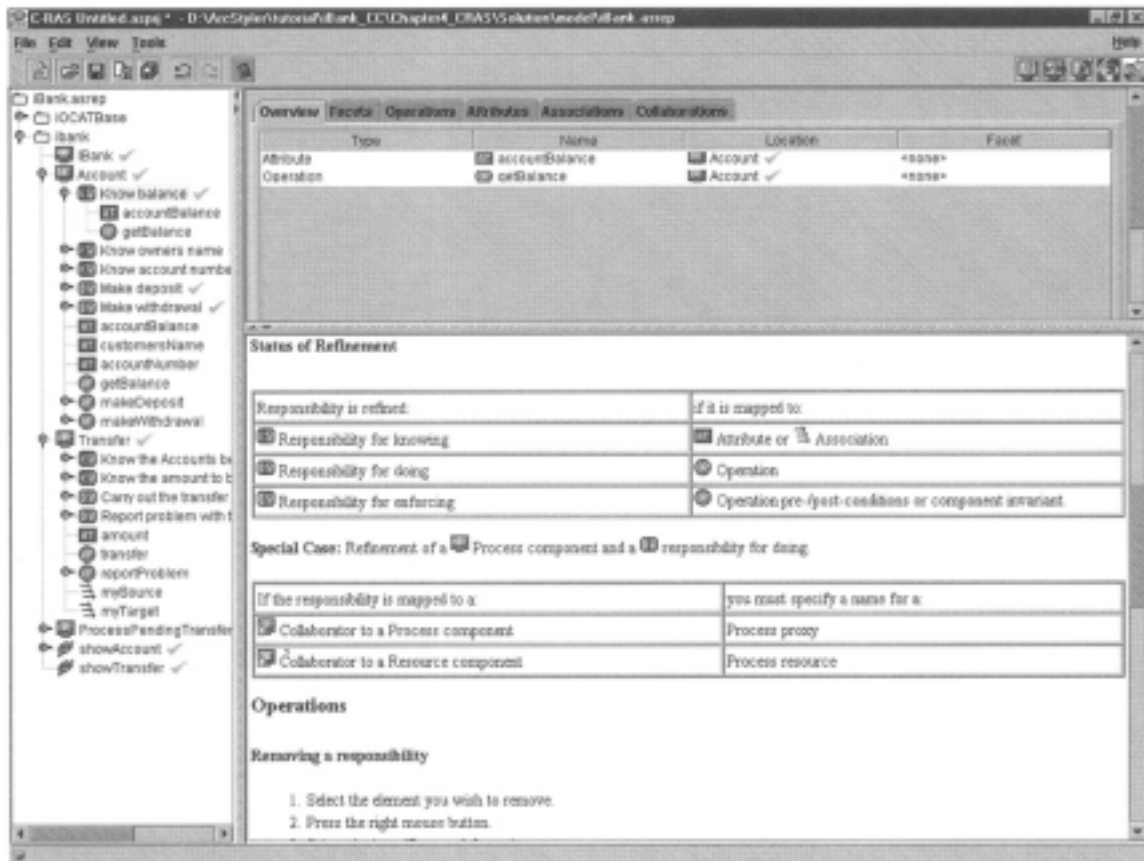 C-RAS Untitled.aspj * - D:\AccStyler\tutorial\iBank_CC\Chapter4_CRAS\Solution\model\iBank.asrep
File Edit View Tools Help
iBank.asrep
iOCATBase
ibank
iBank
Account
Know balance
accountBalance
getBalance
Know owners name
Know account numbe
Make deposit
Make withdrawal
accountBalance
customersName
accountNumber
getBalance
makeDeposit
makeWithdrawal
Transfer
Know the Accounts be
Know the amount to b
Carry out the transfer
Report problem with t
amount
transfer
reportProblem
mySource
myTarget
ProcessPendingTransfer
showAccount
showTransfer
Overview Facets Operations Attributes Associations Collaborations
Type Name Location Facet
Attribute accountBalance Account <none>
Operation getBalance Account <none>
Status of Refinement
Responsibility is refined: if it is mapped to:
Responsibility for knowing Attribute or Association
Responsibility for doing Operation
Responsibility for enforcing Operation pre-/post-conditions or component invariant
Special Case: Refinement of a Process component and a responsibility for doing
If the responsibility is mapped to a: you must specify a name for a:
Collaborator to a Process component Process proxy
Collaborator to a Resource component Process resource
Operations
Removing a responsibility
1. Select the element you wish to remove.
2. Press the right mouse button.